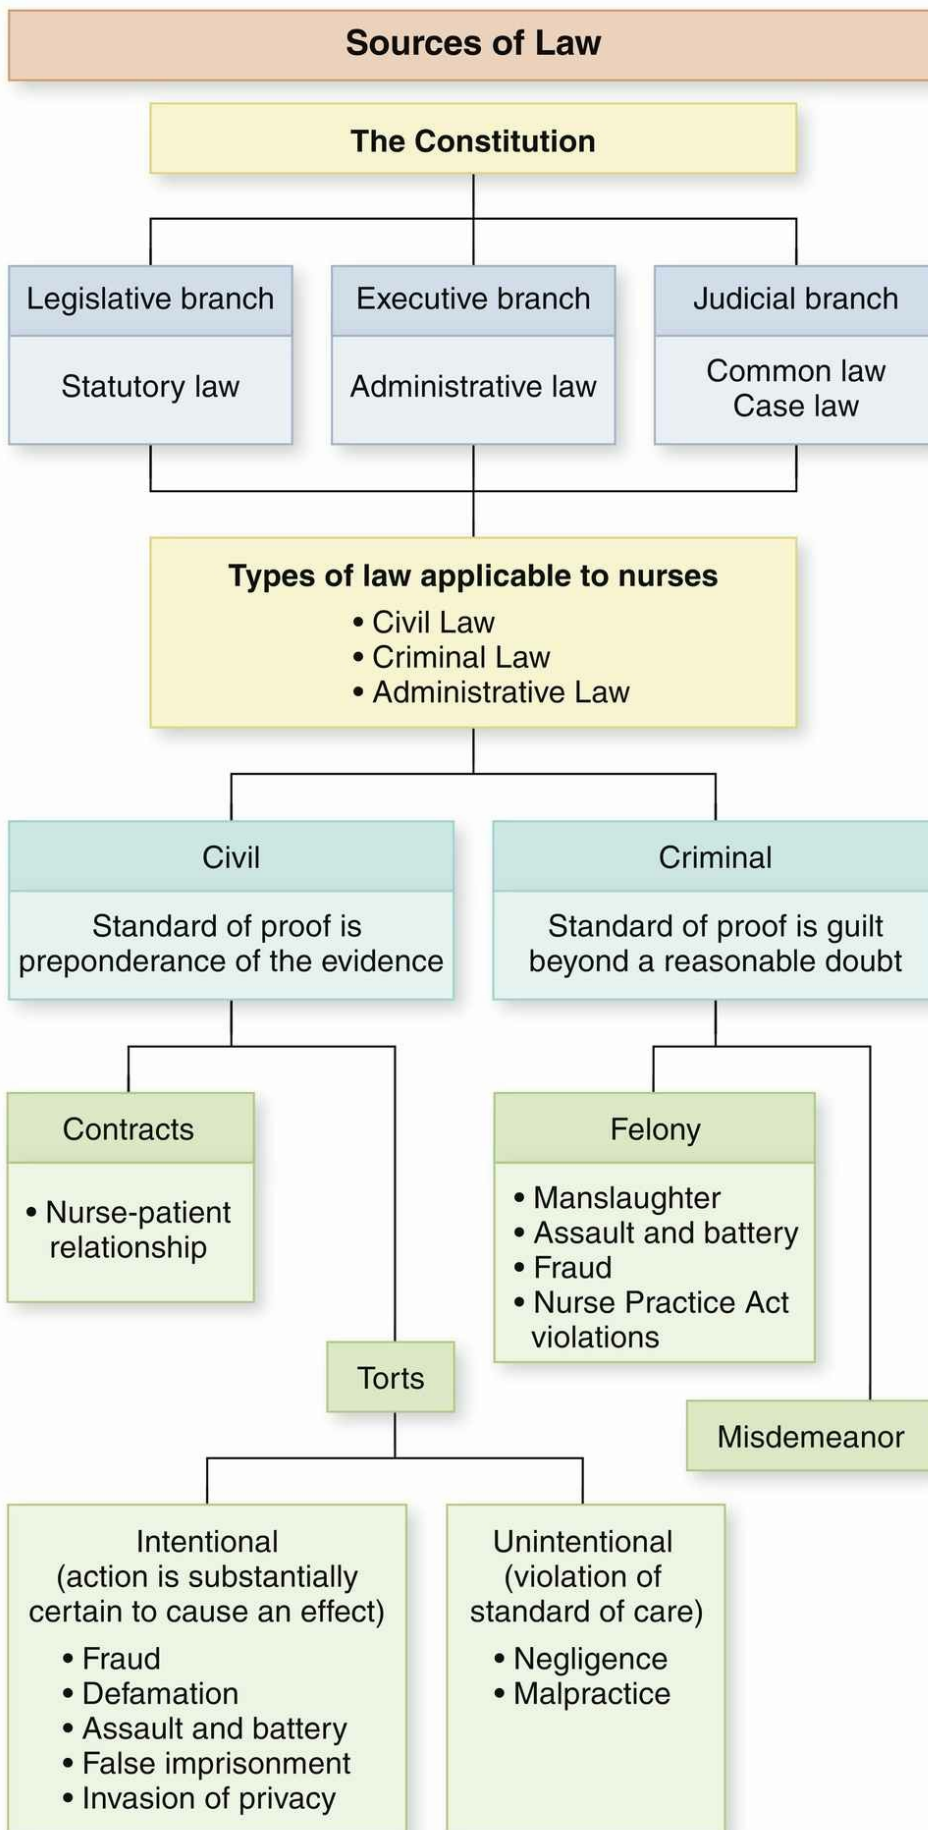 Sources of Law
The Constitution
Legislative branch
Statutory law
Executive branch
Administrative law
Judicial branch
Common law
Case law
Types of law applicable to nurses
• Civil Law
• Criminal Law
• Administrative Law
Civil
Standard of proof is
preponderance of the evidence
Criminal
Standard of proof is guilt
beyond a reasonable doubt
Contracts
• Nurse-patient
relationship
Felony
• Manslaughter
• Assault and battery
• Fraud
• Nurse Practice Act
violations
Torts
Misdemeanor
Intentional
(action is substantially
certain to cause an effect)
• Fraud
• Defamation
• Assault and battery
• False imprisonment
• Invasion of privacy
Unintentional
(violation of
standard of care)
• Negligence
• Malpractice